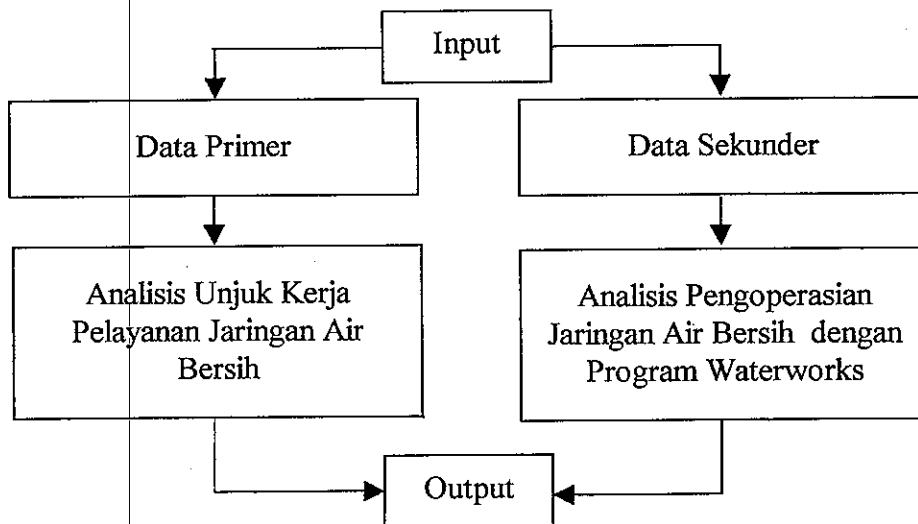 Input
Data Primer
Data Sekunder
Analisis Unjuk Kerja
Pelayanan Jaringan Air
Bersih
Analisis Pengoperasian
Jaringan Air Bersih dengan
Program Waterworks
Output